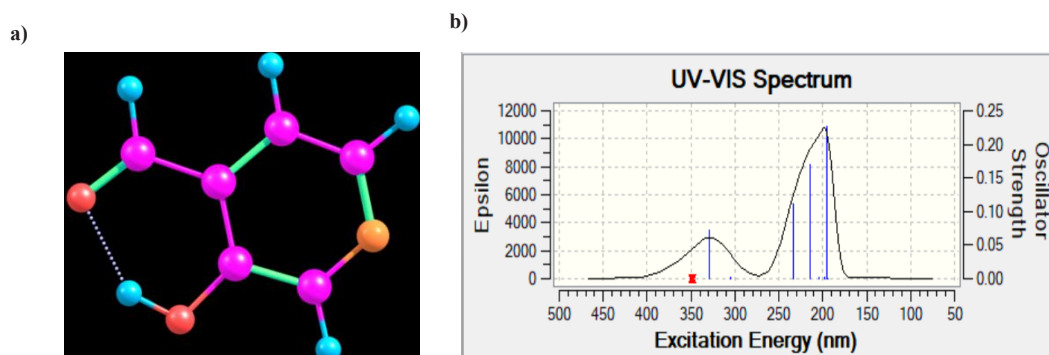 a)
b)
UV-VIS Spectrum
Epsilon
12000
10000
8000
6000
4000
2000
0
0.25
0.20
0.15
0.10
0.05
0.00
Oscillator
Strength
500 450 400 350 300 250 200 150 100 50
Excitation Energy (nm)